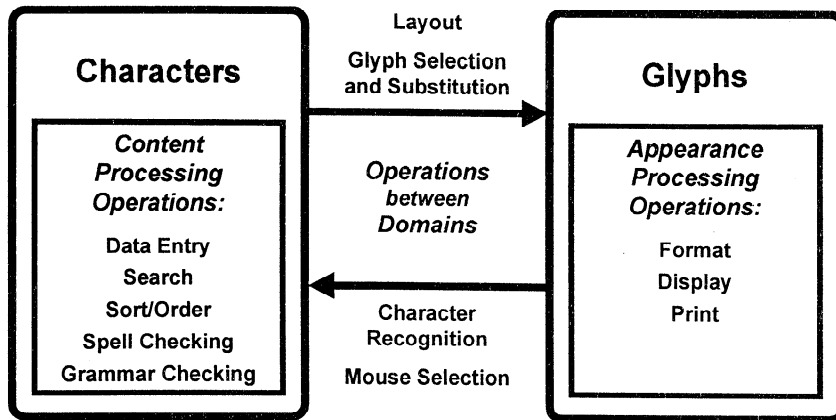 Characters
Content
Processing
Operations:
Data Entry
Search
Sort/Order
Spell Checking
Grammar Checking
Layout
Glyph Selection
and Substitution
Operations
between
Domains
Character
Recognition
Mouse Selection
Glyphs
Appearance
Processing
Operations:
Format
Display
Print